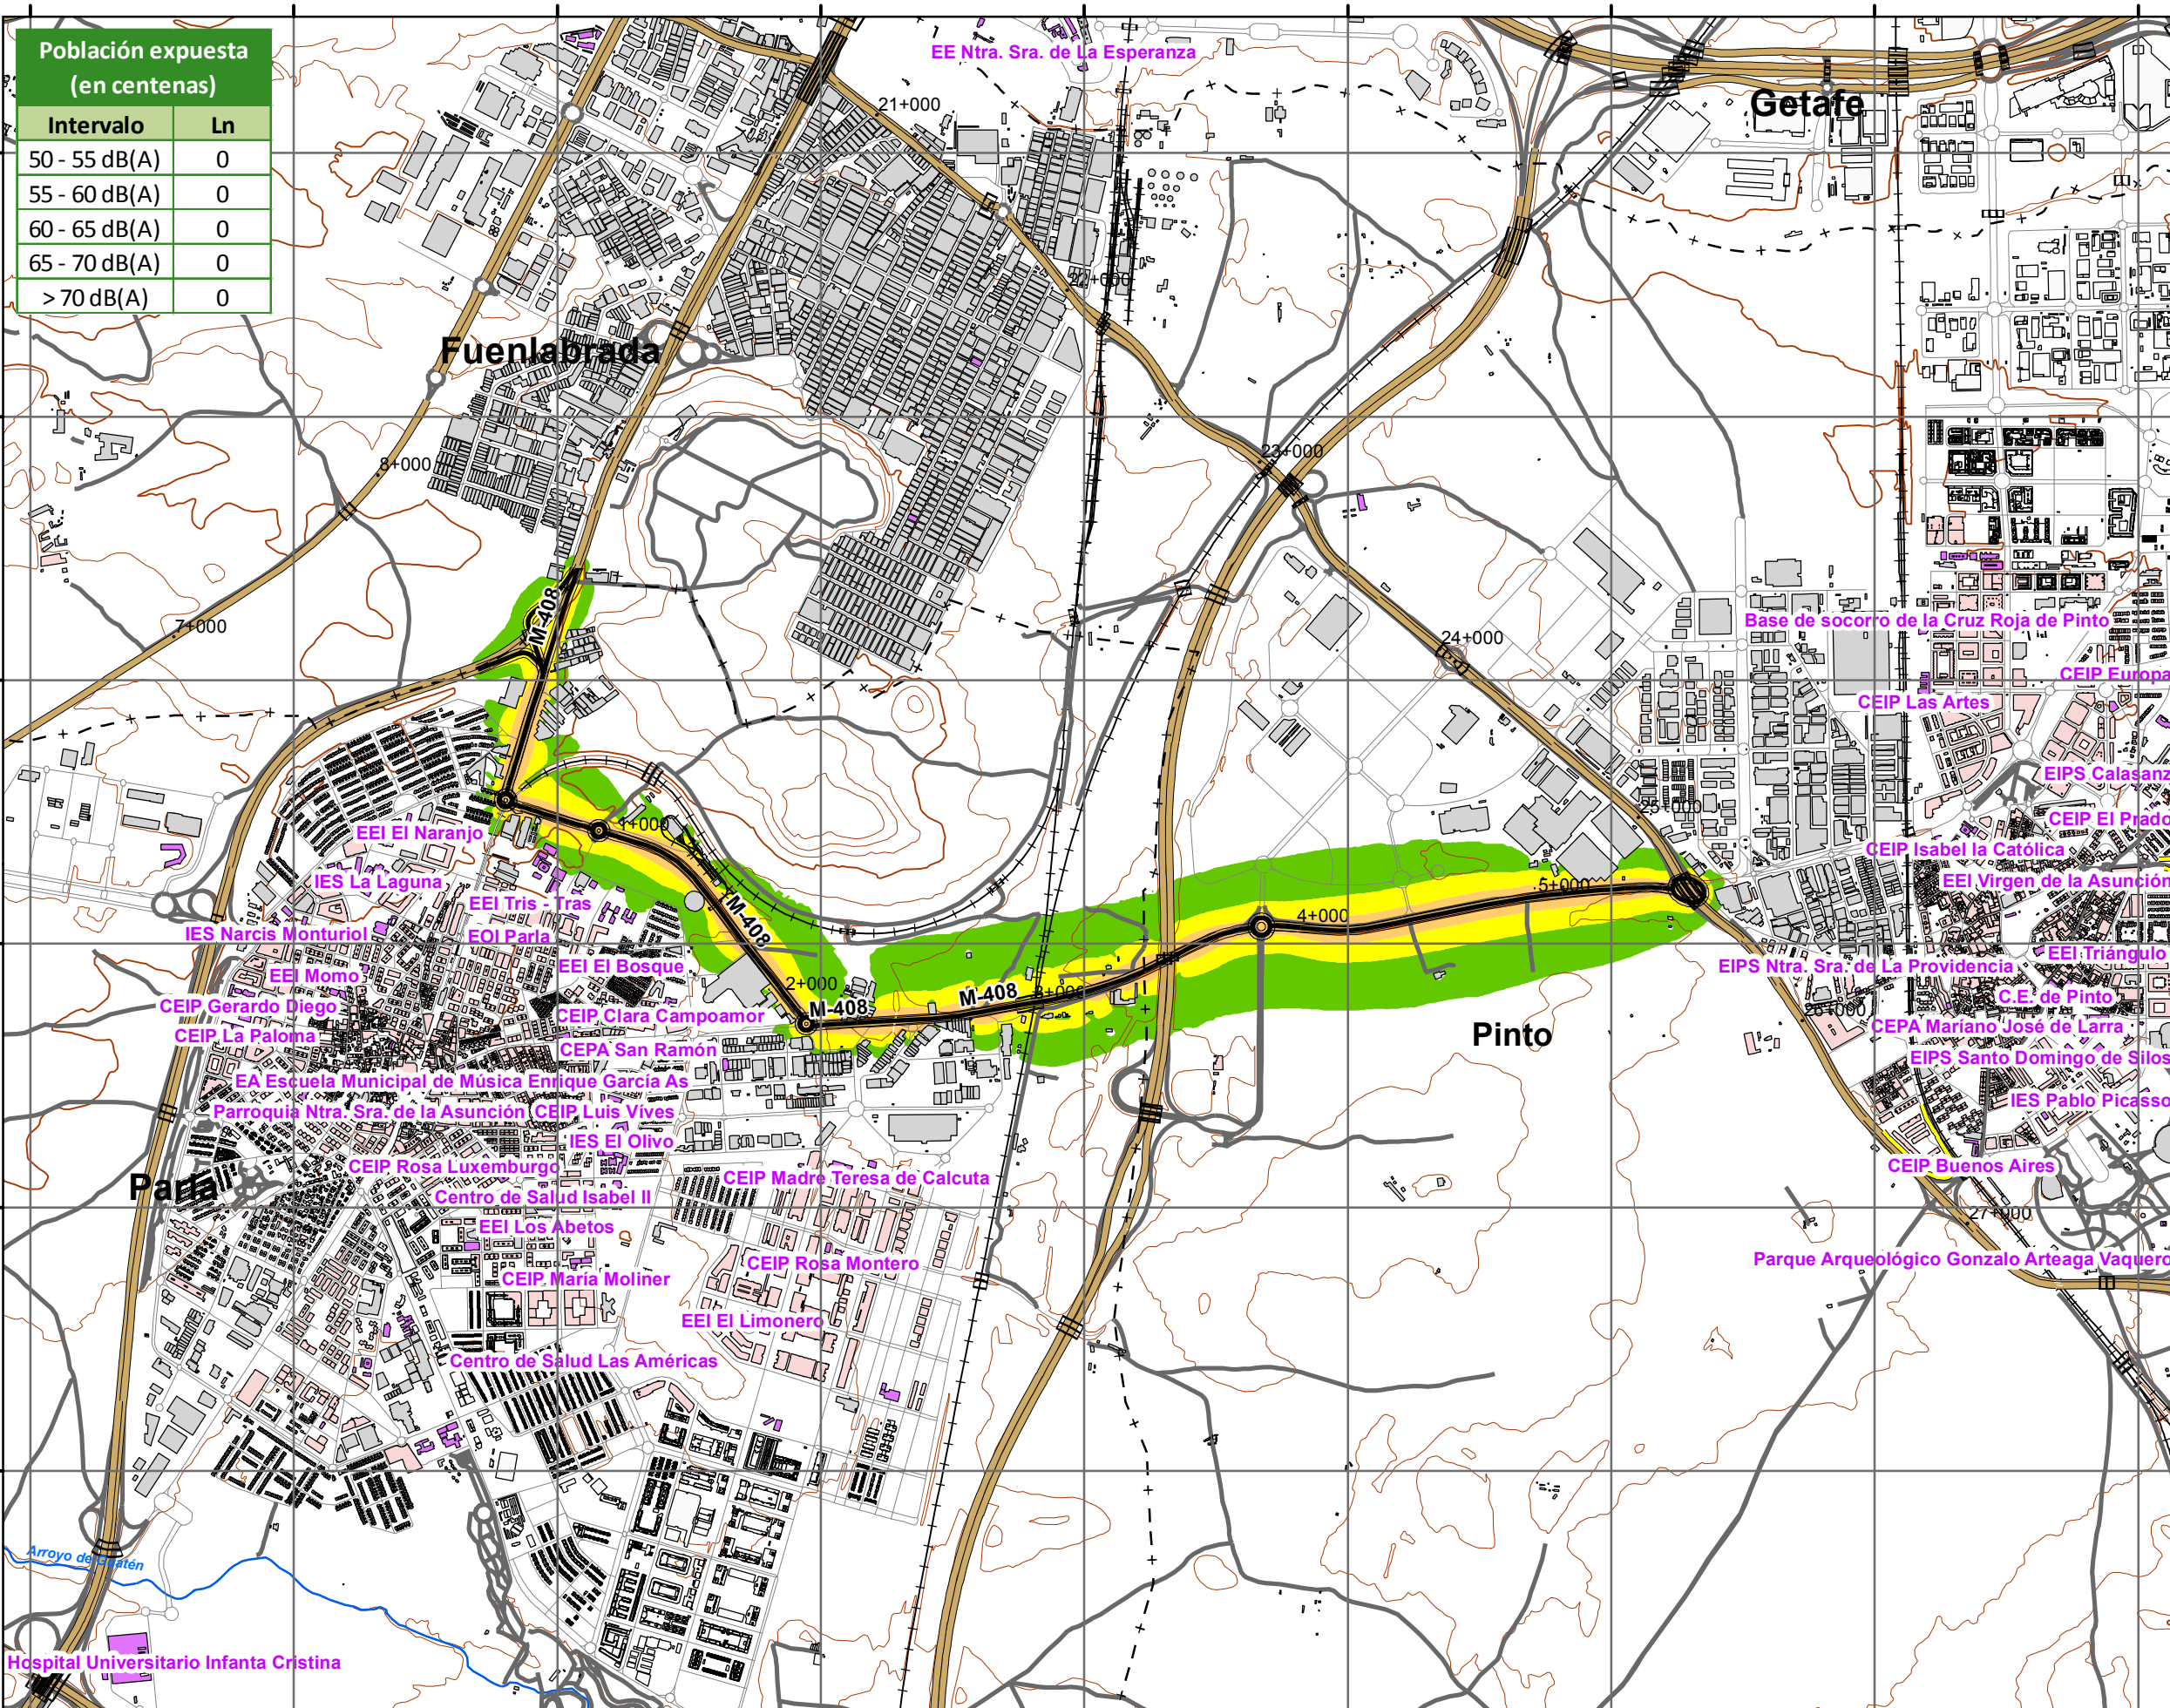 Población expuesta
(en centenas)
Intervalo Ln
50 - 55 dB(A) 0
55 - 60 dB(A) 0
60 - 65 dB(A) 0
65 - 70 dB(A) 0
> 70 dB(A) 0
EE Ntra. Sra. de La Esperanza
21+000
Getafe
22+000
Fuenlabrada
8+000
23+000
M-408
7+000
24+000
Base de socorro de la Cruz Roja de Pinto
CEIP Europa
CEIP Las Artes
EIPS Calasanz
25+000
CEIP El Prado
1+000
EEI El Naranjo
CEIP Isabel la Católica
IES La Laguna
EEI Virgen de la Asunción
5+000
EEI Tris - Tras
4+000
M-408
IES Narcis Monturiol
EOI Parla
EEI Triángulo
EEI Momo
EEI El Bosque
EIPS Ntra. Sra. de La Providencia
2+000
3+000
M-408
C.E. de Pinto
CEIP Gerardo Diego
M-408
26+000
CEIP Clara Campoamor
CEPA Mariano José de Larra
CEIP La Paloma
Pinto
CEPA San Ramón
EIPS Santo Domingo de Silos
EA Escuela Municipal de Música Enrique García As
IES Pablo Picasso
Parroquia Ntra. Sra. de la Asunción
CEIP Luis Vives
IES El Olivo
CEIP Rosa Luxemburgo
CEIP Buenos Aires
CEIP Madre Teresa de Calcuta
Parla
Centro de Salud Isabel II
27+000
EEI Los Abetos
Parque Arqueológico Gonzalo Arteaga Vaquero
CEIP Rosa Montero
CEIP María Moliner
EEI El Limonero
Centro de Salud Las Américas
Arroyo de Guatén
Hospital Universitario Infanta Cristina